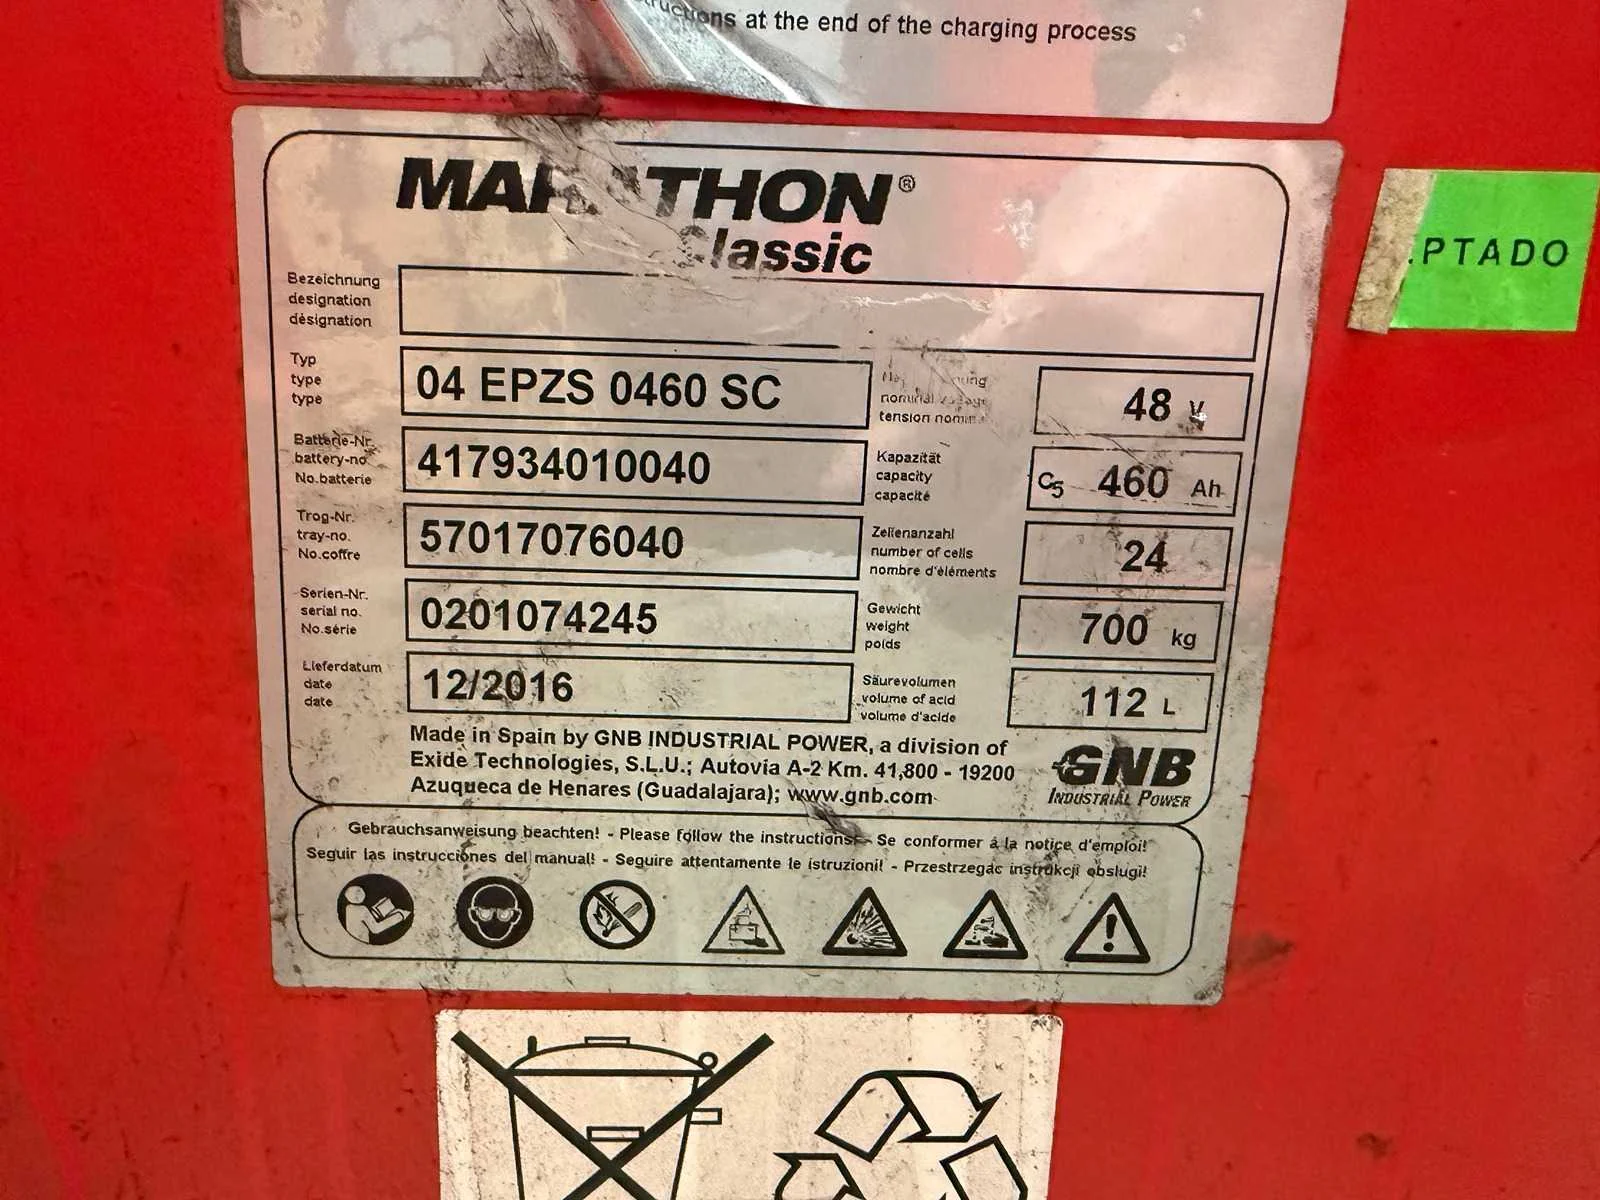 at the end of the charging process
THON®
Classic
Bezeichnung
designation
désignation
Typ
type
type
04 EPZS 0460 SC
nominal
tension
48 V
Batterie-Nr.
battery-no
No.batterie
417934010040
Kapazität
capacity
capacité
C5 460 Ah
Trog-Nr.
tray-no.
No.coffre
57017076040
Zellenanzahl
number of cells
nombre d'éléments
24
Serien-Nr.
serial no.
No.série
0201074245
Gewicht
weight
poids
700 kg
Lieferdatum
date
date
12/2016
Säurevolumen
volume of acid
volume d'acide
112 L
Made in Spain by GNB INDUSTRIAL POWER, a division of
Exide Technologies, S.L.U.; Autovía A-2 Km. 41,800 - 19200
Azuqueca de Henares (Guadalajara); www.gnb.com
GNB
INDUSTRIAL POWER
Gebrauchsanweisung beachten! - Please follow the instructions! - Se conformer à la notice d'emploi!
Seguir las instrucciones del manual! - Seguire attentamente le istruzioni! - Przestrzegać instrukcji obslugi!
PTADO